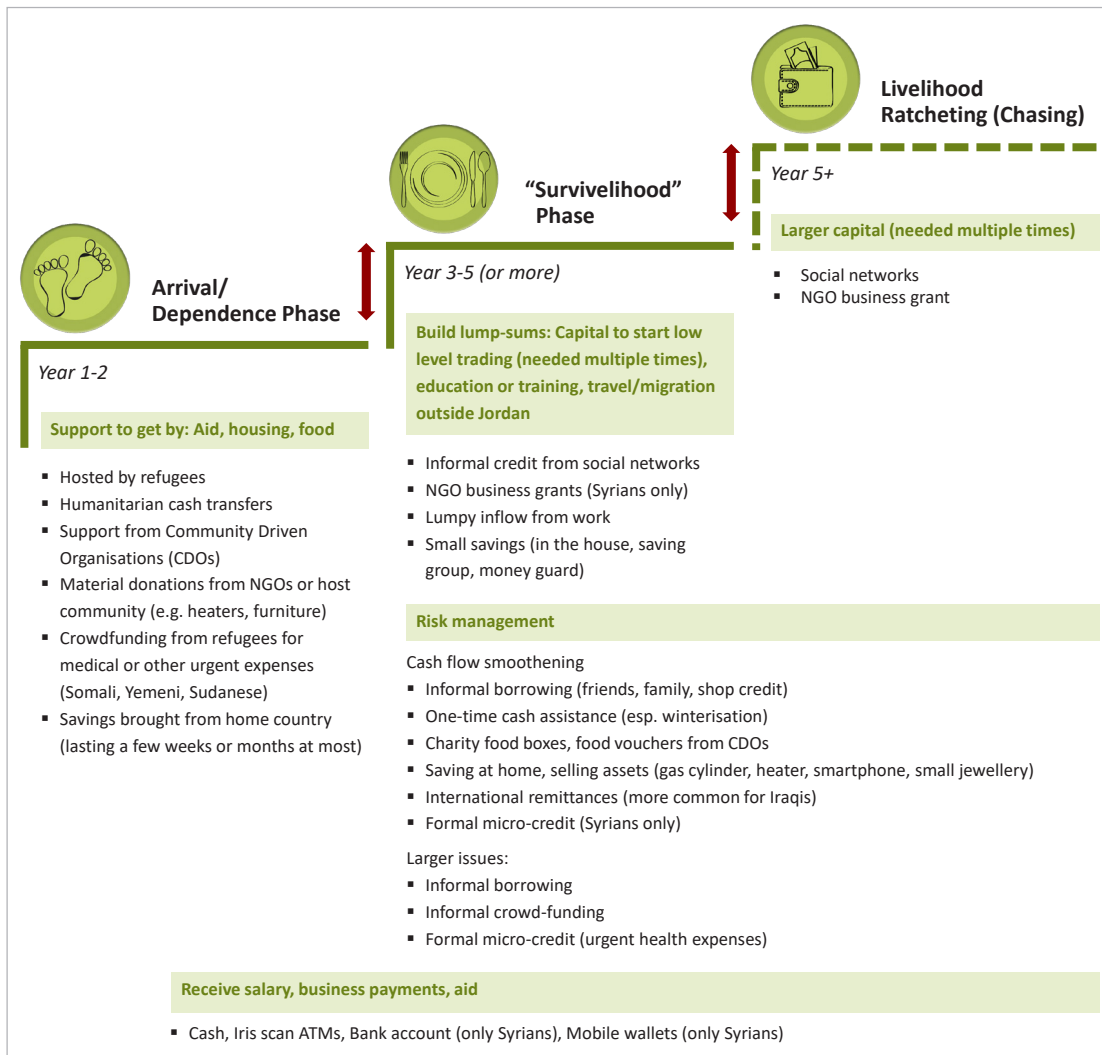 Livelihood
Ratcheting (Chasing)
Year 5+
Larger capital (needed multiple times)
▪ Social networks
▪ NGO business grant
“Survivelihood”
Phase
Year 3-5 (or more)
Build lump-sums: Capital to start low
level trading (needed multiple times),
education or training, travel/migration
outside Jordan
▪ Informal credit from social networks
▪ NGO business grants (Syrians only)
▪ Lumpy inflow from work
▪ Small savings (in the house, saving
group, money guard)
Arrival/
Dependence Phase
Year 1-2
Support to get by: Aid, housing, food
▪ Hosted by refugees
▪ Humanitarian cash transfers
▪ Support from Community Driven
Organisations (CDOs)
▪ Material donations from NGOs or host
community (e.g. heaters, furniture)
▪ Crowdfunding from refugees for
medical or other urgent expenses
(Somali, Yemeni, Sudanese)
▪ Savings brought from home country
(lasting a few weeks or months at most)
Risk management
Cash flow smoothening
▪ Informal borrowing (friends, family, shop credit)
▪ One-time cash assistance (esp. winterisation)
▪ Charity food boxes, food vouchers from CDOs
▪ Saving at home, selling assets (gas cylinder, heater, smartphone, small jewellery)
▪ International remittances (more common for Iraqis)
▪ Formal micro-credit (Syrians only)
Larger issues:
▪ Informal borrowing
▪ Informal crowd-funding
▪ Formal micro-credit (urgent health expenses)
Receive salary, business payments, aid
▪ Cash, Iris scan ATMs, Bank account (only Syrians), Mobile wallets (only Syrians)